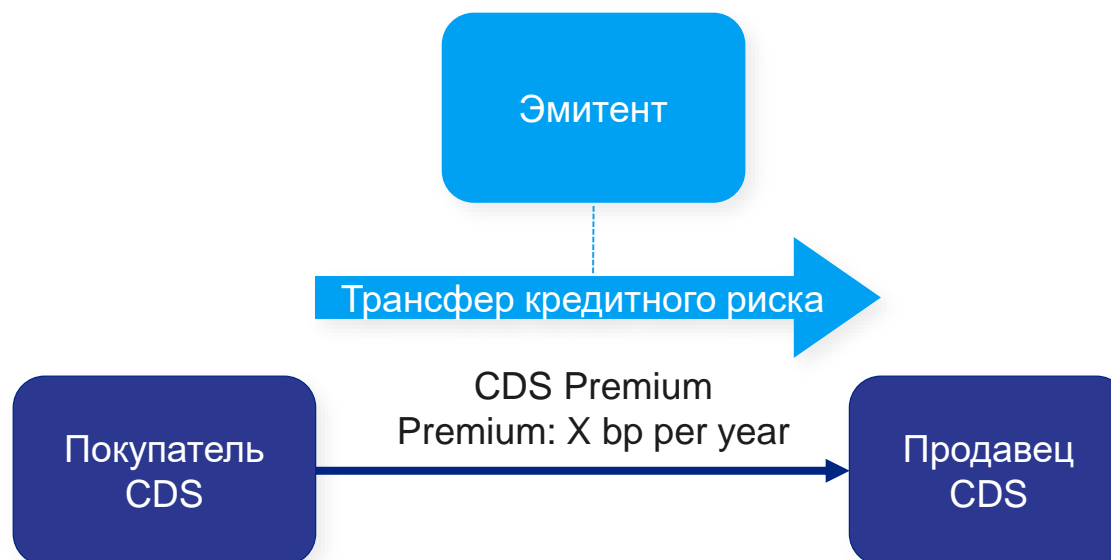 Эмитент
Трансфер кредитного риска
CDS Premium
Premium: X bp per year
Покупатель
CDS
Продавец
CDS